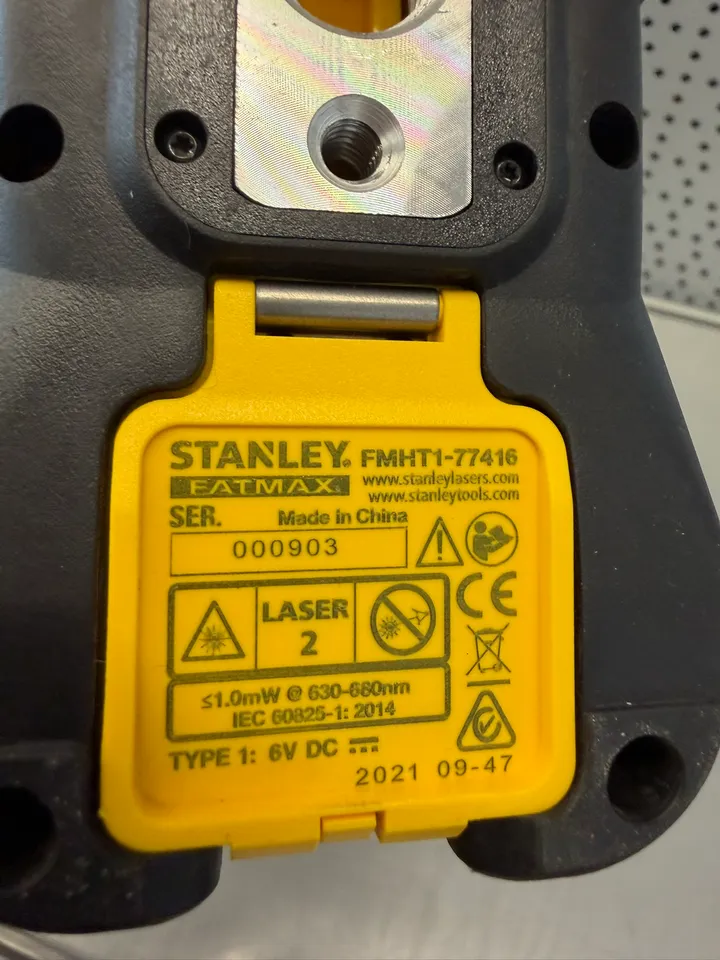 STANLEY® FMHT1-77416
FATMAX® www.stanleylasers.com
www.stanleytools.com
SER. Made in China
000903
LASER
2
CE
≤1.0mW @ 630-680nm
IEC 60825-1: 2014
TYPE 1: 6V DC
2021 09-47